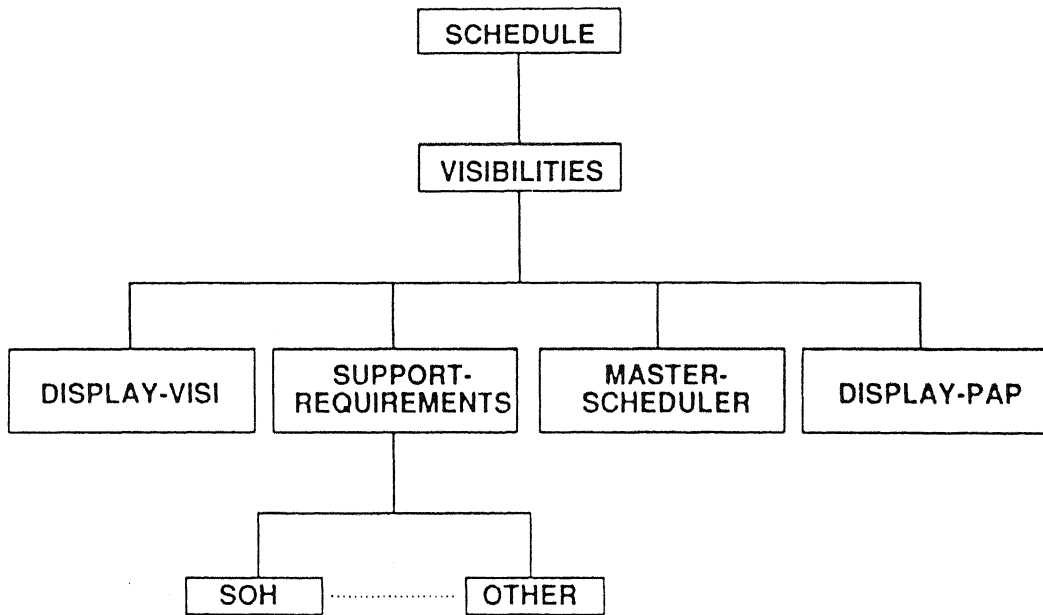 SCHEDULE
VISIBILITIES
DISPLAY-VISI
SUPPORT-
REQUIREMENTS
MASTER-
SCHEDULER
DISPLAY-PAP
SOH
OTHER